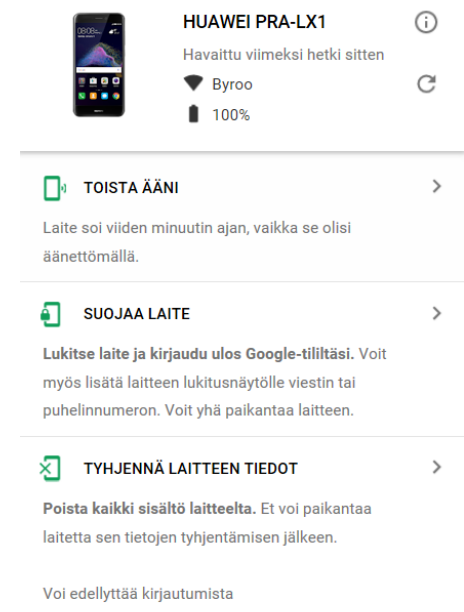 HUAWEI PRA-LX1
Havaittu viimeksi hetki sitten
Byroo
100%
TOISTA ÄÄNI
Laite soi viiden minuutin ajan, vaikka se olisi
äänettömällä.
SUOJAA LAITE
Lukitse laite ja kirjaudu ulos Google-tililtäsi. Voit
myös lisätä laitteen lukitusnäytölle viestin tai
puhelinnumeron. Voit yhä paikantaa laitteen.
TYHJENNÄ LAITTEEN TIEDOT
Poista kaikki sisältö laitteelta. Et voi paikantaa
laitetta sen tietojen tyhjentämisen jälkeen.
Voi edellyttää kirjautumista